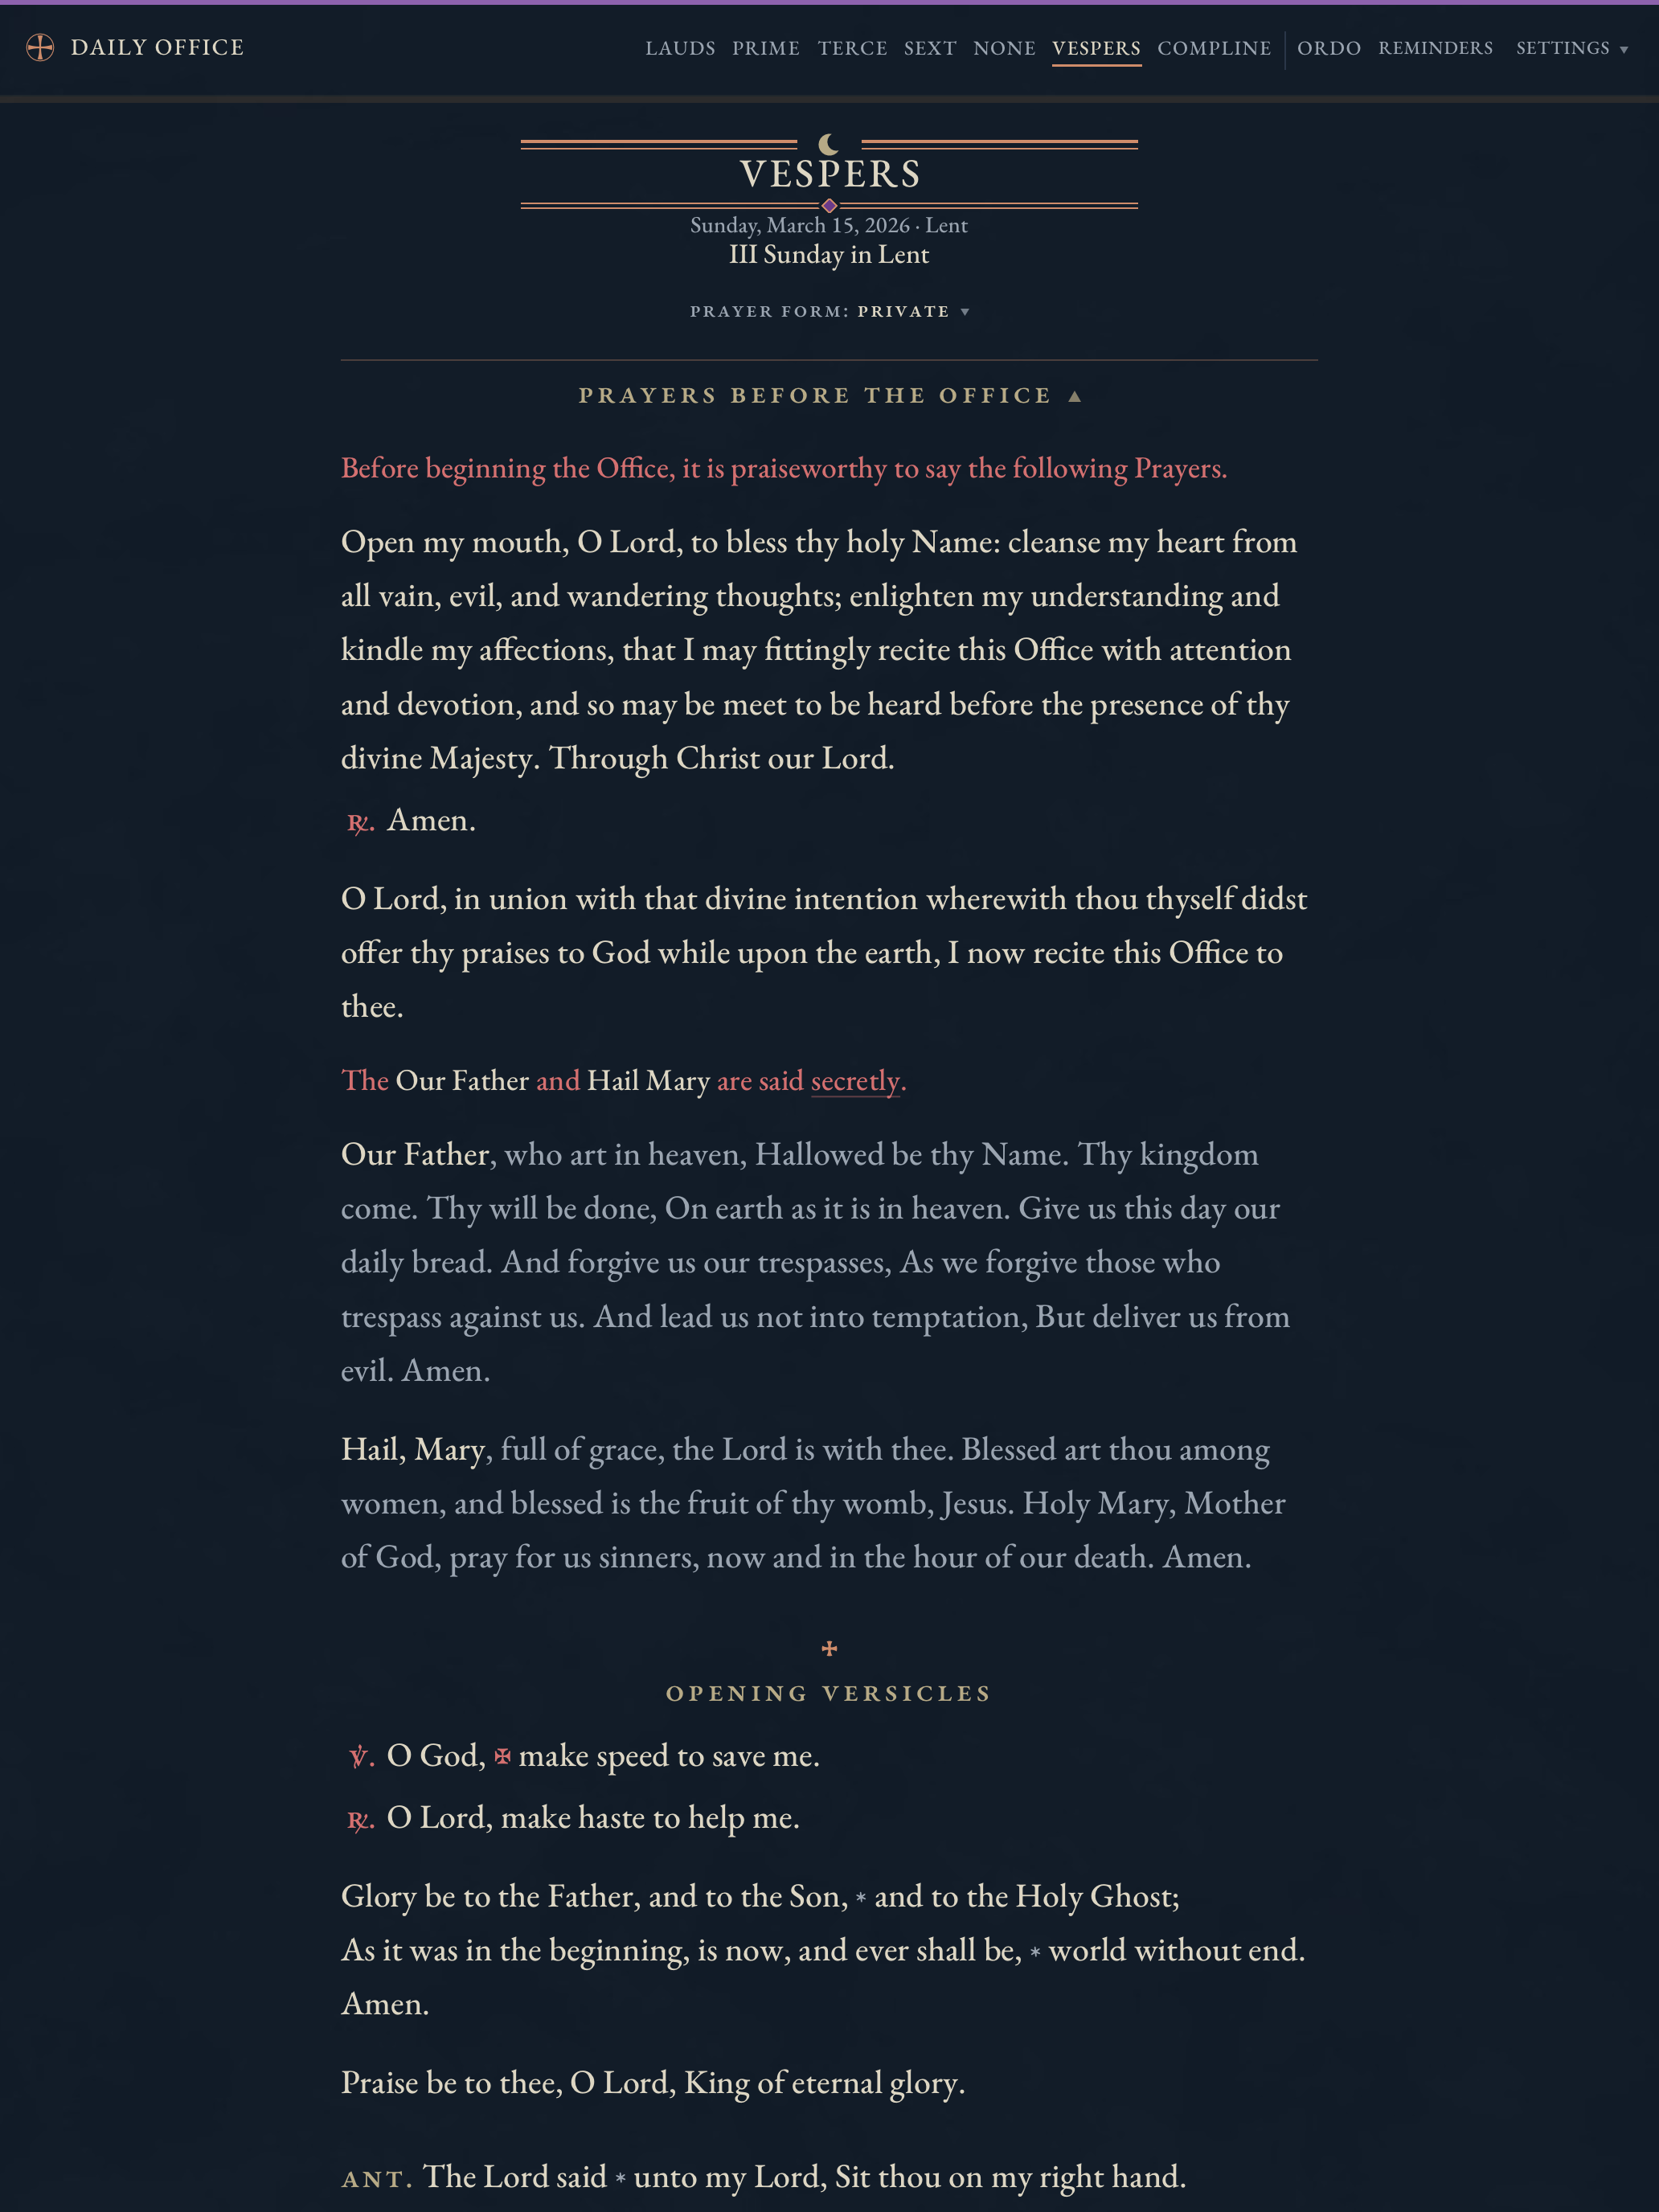 DAILY OFFICE
LAUDS PRIME TERCE SEXT NONE VESPERS COMPLINE ORDO REMINDERS SETTINGS ▼
VESPERS
Sunday, March 15, 2026 · Lent
III Sunday in Lent
PRAYER FORM: PRIVATE ▼
PRAYERS BEFORE THE OFFICE ▲
Before beginning the Office, it is praiseworthy to say the following Prayers.
Open my mouth, O Lord, to bless thy holy Name: cleanse my heart from
all vain, evil, and wandering thoughts; enlighten my understanding and
kindle my affections, that I may fittingly recite this Office with attention
and devotion, and so may be meet to be heard before the presence of thy
divine Majesty. Through Christ our Lord.
℟. Amen.
O Lord, in union with that divine intention wherewith thou thyself didst
offer thy praises to God while upon the earth, I now recite this Office to
thee.
The Our Father and Hail Mary are said secretly.
Our Father, who art in heaven, Hallowed be thy Name. Thy kingdom
come. Thy will be done, On earth as it is in heaven. Give us this day our
daily bread. And forgive us our trespasses, As we forgive those who
trespass against us. And lead us not into temptation, But deliver us from
evil. Amen.
Hail, Mary, full of grace, the Lord is with thee. Blessed art thou among
women, and blessed is the fruit of thy womb, Jesus. Holy Mary, Mother
of God, pray for us sinners, now and in the hour of our death. Amen.
OPENING VERSICLES
℣. O God, ✠ make speed to save me.
℟. O Lord, make haste to help me.
Glory be to the Father, and to the Son, * and to the Holy Ghost;
As it was in the beginning, is now, and ever shall be, * world without end.
Amen.
Praise be to thee, O Lord, King of eternal glory.
ANT. The Lord said * unto my Lord, Sit thou on my right hand.